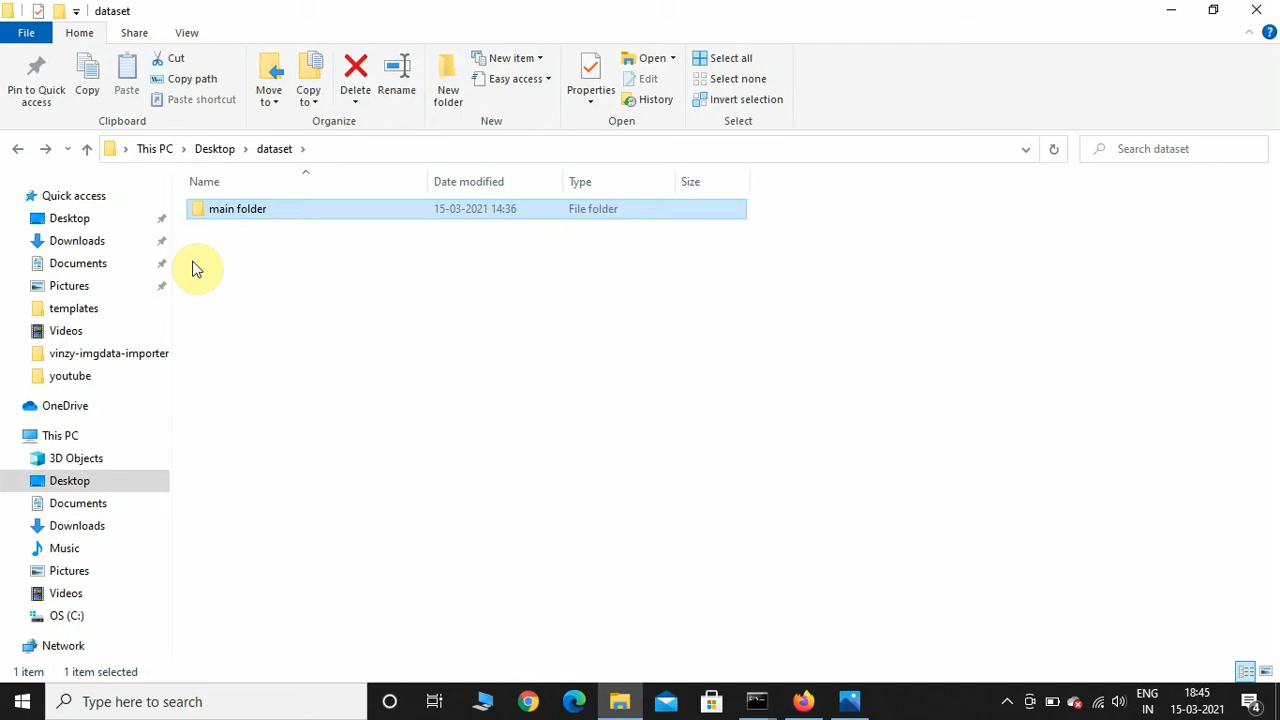 dataset
File Home Share View
Pin to Quick access
Copy
Paste
Cut
Copy path
Paste shortcut
Clipboard
Move to
Copy to
Delete
Rename
Organize
New folder
New item
Easy access
New
Properties
Open
Edit
History
Open
Select all
Select none
Invert selection
Select
This PC Desktop dataset
Search dataset
Name Date modified Type Size
main folder 15-03-2021 14:36 File folder
Quick access
Desktop
Downloads
Documents
Pictures
templates
Videos
vinzy-imgdata-importer
youtube
OneDrive
This PC
3D Objects
Desktop
Documents
Downloads
Music
Pictures
Videos
OS (C:)
Network
1 item 1 item selected
Type here to search
ENG
IN
18:45
15-03-2021
4